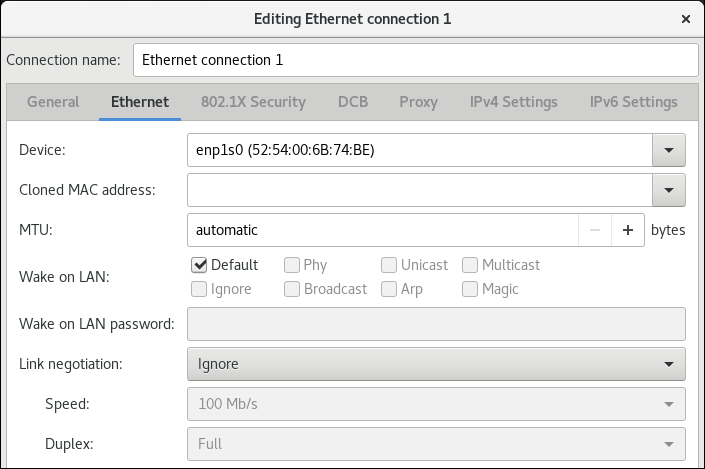 Editing Ethernet connection 1
Connection name: Ethernet connection 1
General Ethernet 802.1X Security DCB Proxy IPv4 Settings IPv6 Settings
Device: enp1s0 (52:54:00:6B:74:BE)
Cloned MAC address:
MTU: automatic bytes
Wake on LAN: Default Phy Unicast Multicast
Ignore Broadcast Arp Magic
Wake on LAN password:
Link negotiation: Ignore
Speed: 100 Mb/s
Duplex: Full